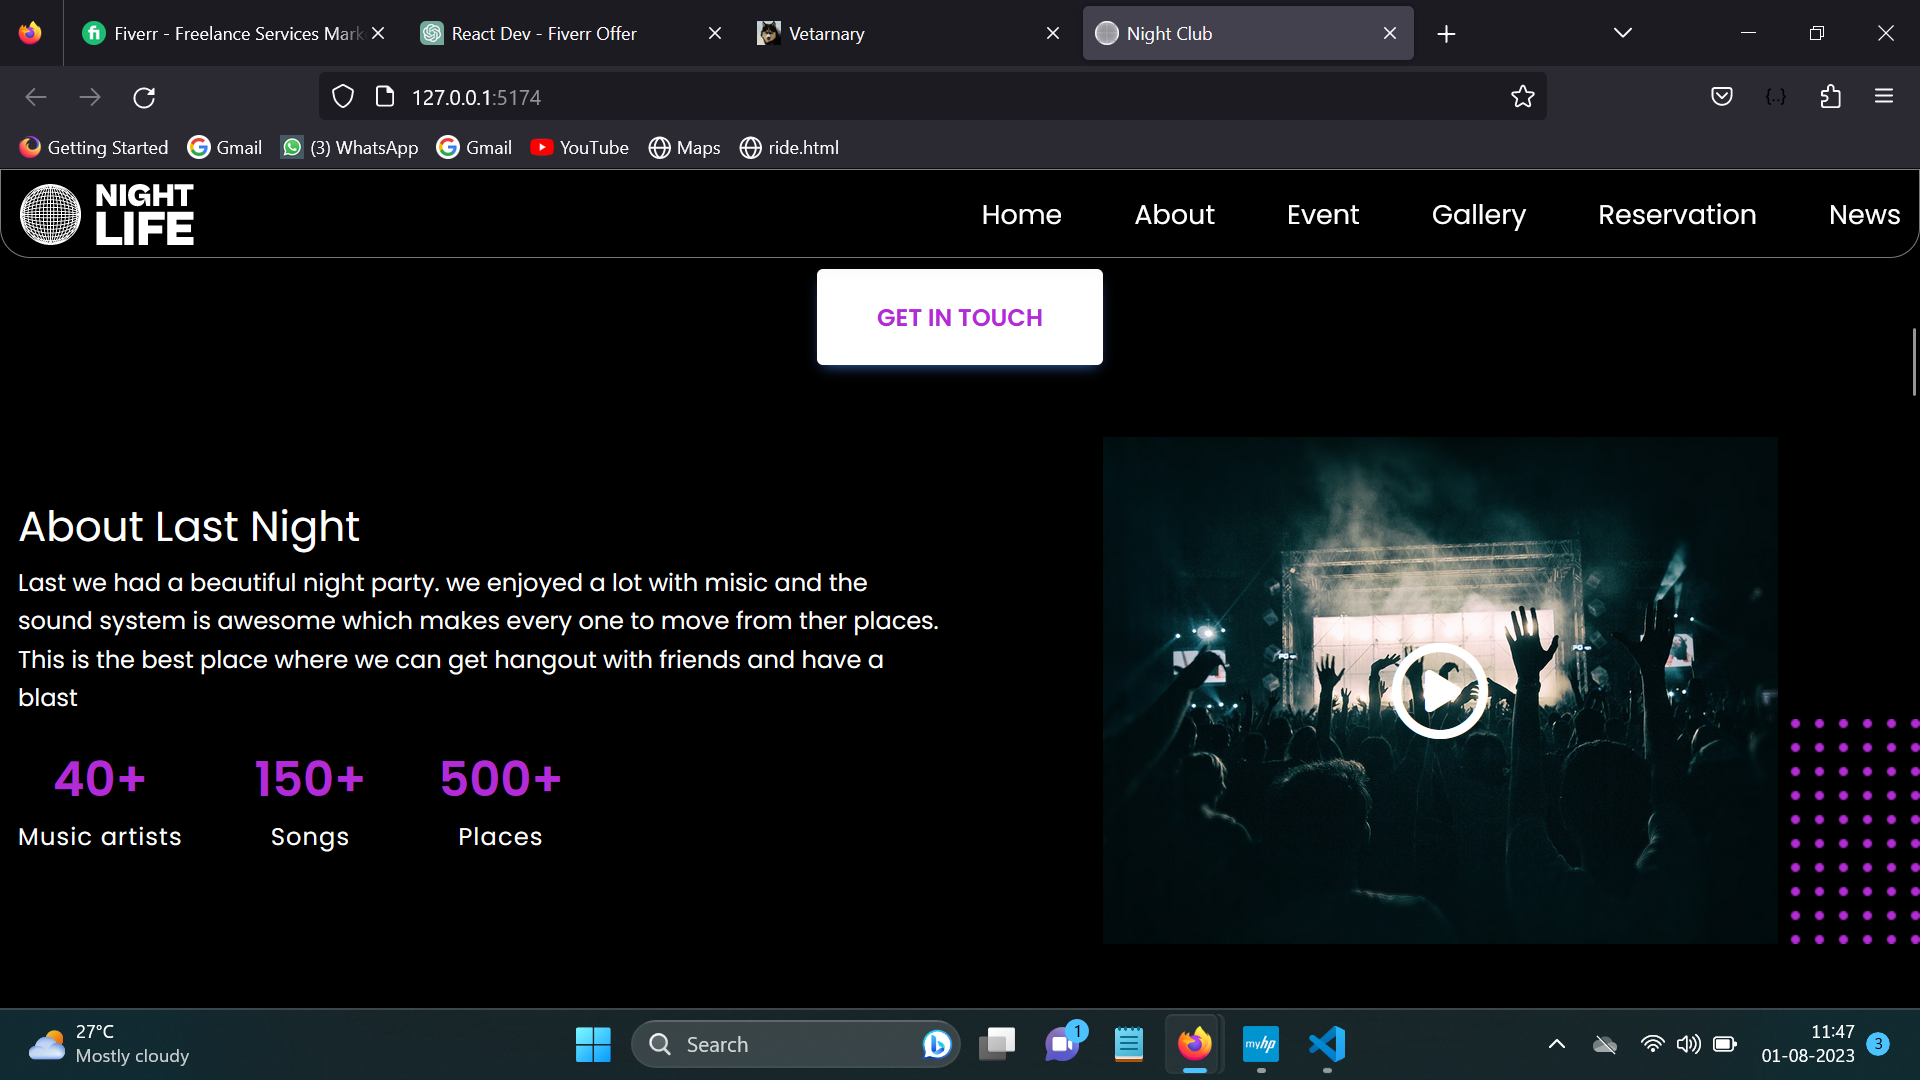 Fiverr - Freelance Services Mark
React Dev - Fiverr Offer
Vetarnary
Night Club
127.0.0.1:5174
Getting Started
Gmail
(3) WhatsApp
Gmail
YouTube
Maps
ride.html
NIGHT
LIFE
Home
About
Event
Gallery
Reservation
News
GET IN TOUCH
About Last Night
Last we had a beautiful night party. we enjoyed a lot with misic and the
sound system is awesome which makes every one to move from ther places.
This is the best place where we can get hangout with friends and have a
blast
40+
150+
500+
Music artists
Songs
Places
27°C
Mostly cloudy
Search
1
myhp
11:47
01-08-2023
3